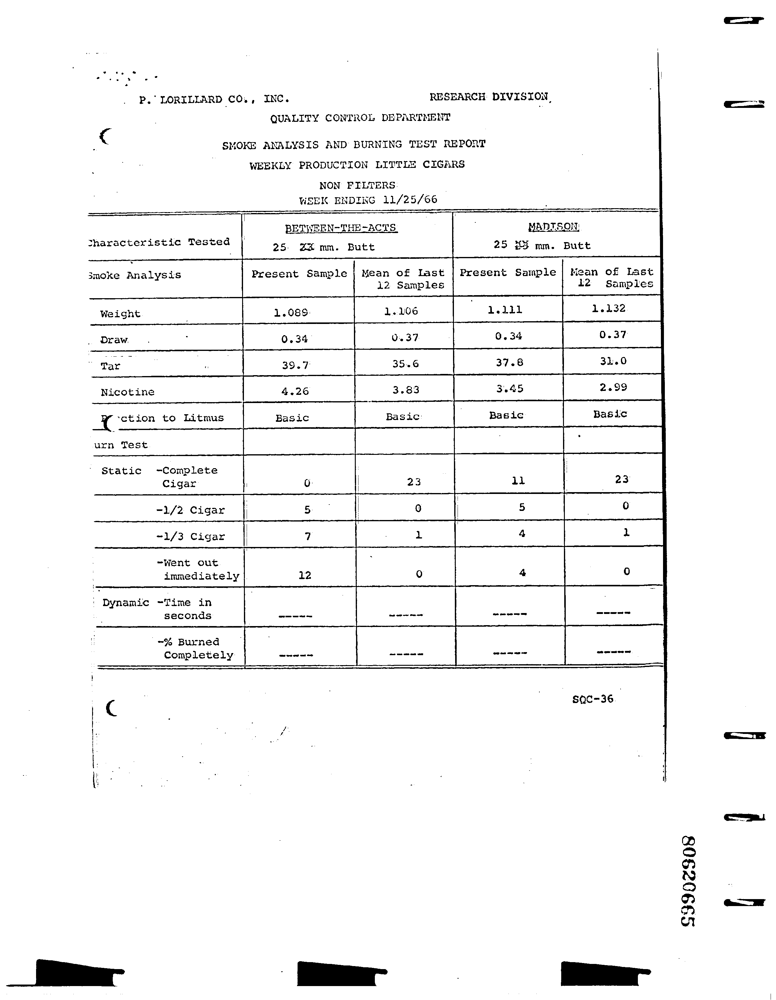 P. LORILLARD CO., INC. RESEARCH DIVISION
QUALITY CONTROL DEPARTMENT
SMOKE ANALYSIS AND BURNING TEST REPORT
WEEKLY PRODUCTION LITTLE CIGARS
NON FILTERS
WEEK ENDING 11/25/66
BETWEEN-THE-ACTS MADISON
Characteristic Tested 25 mm. Butt 25 mm. Butt
Smoke Analysis Present Sample Mean of Last Present Sample Mean of Last
12 Samples 12 Samples
Weight 1.089 1.106 1.111 1.132
Draw 0.34 0.37 0.34 0.37
Tar 39.7 35.6 37.8 31.0
Nicotine 4.26 3.83 3.45 2.99
ction to Litmus Basic Basic Basic Basic
urn Test
Static -Complete
Cigar 0 23 11 23
-1/2 Cigar 5 0 5 0
-1/3 Cigar 7 1 4 1
-Went out
immediately 12 0 4 0
Dynamic -Time in
seconds ----- ----- ----- -----
-% Burned
Completely ----- ----- ----- -----
SQC-36
80620665